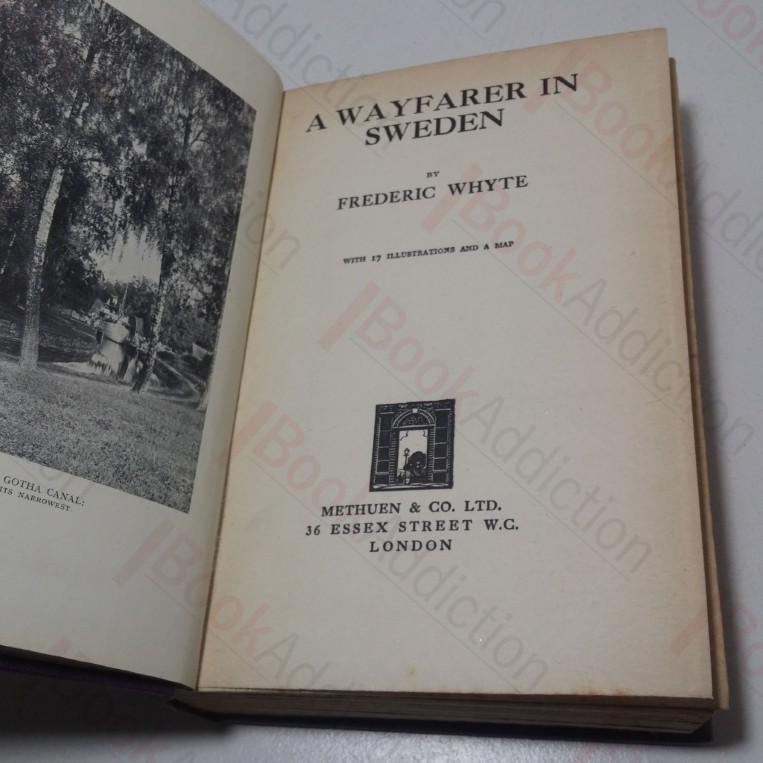 GOTHA CANAL:
ITS NARROWEST
A WAYFARER IN
SWEDEN
BY
FREDERIC WHYTE
WITH 17 ILLUSTRATIONS AND A MAP
METHUEN & CO. LTD.
36 ESSEX STREET W.C.
LONDON
BookAddiction